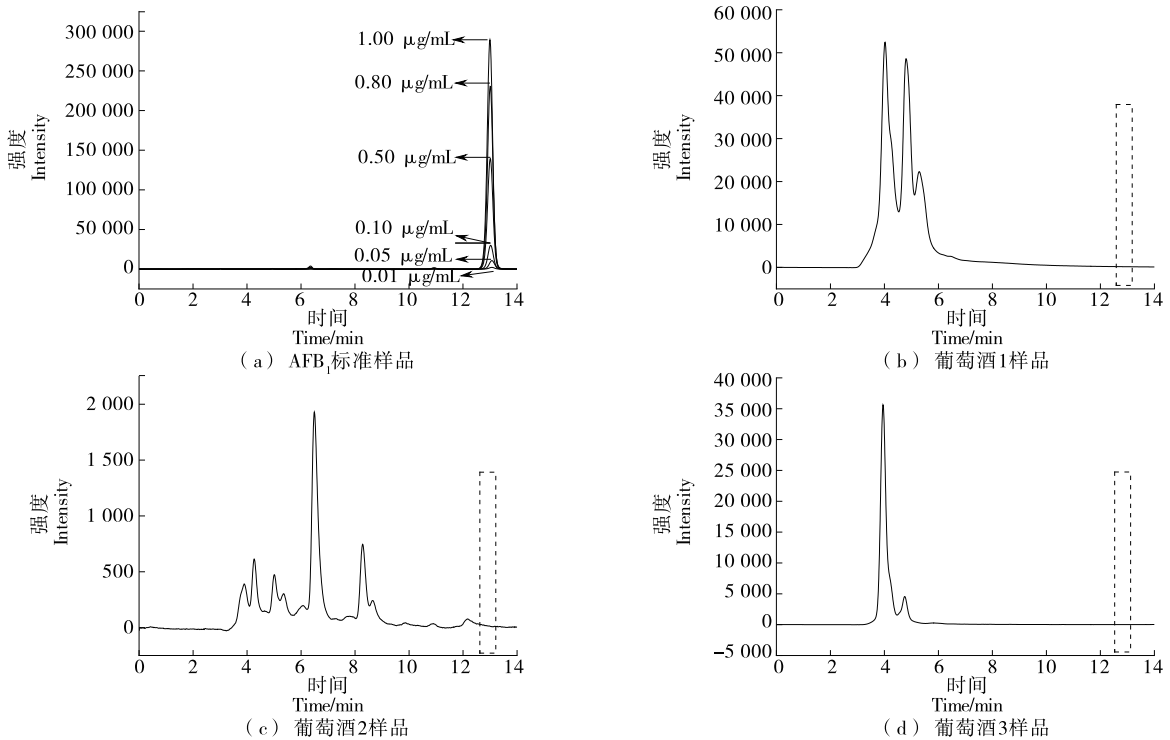 300 000
250 000
200 000
150 000
100 000
50 000
0
强度
Intensity
1.00 μg/mL
0.80 μg/mL
0.50 μg/mL
0.10 μg/mL
0.05 μg/mL
0.01 μg/mL
0 2 4 6 8 10 12 14
时间
Time/min
(a) AFB1标准样品
60 000
50 000
40 000
30 000
20 000
10 000
0
强度
Intensity
0 2 4 6 8 10 12 14
时间
Time/min
(b) 葡萄酒1样品
2 000
1 500
1 000
500
0
强度
Intensity
0 2 4 6 8 10 12 14
时间
Time/min
(c) 葡萄酒2样品
40 000
35 000
30 000
25 000
20 000
15 000
10 000
5 000
0
–5 000
强度
Intensity
0 2 4 6 8 10 12 14
时间
Time/min
(d) 葡萄酒3样品